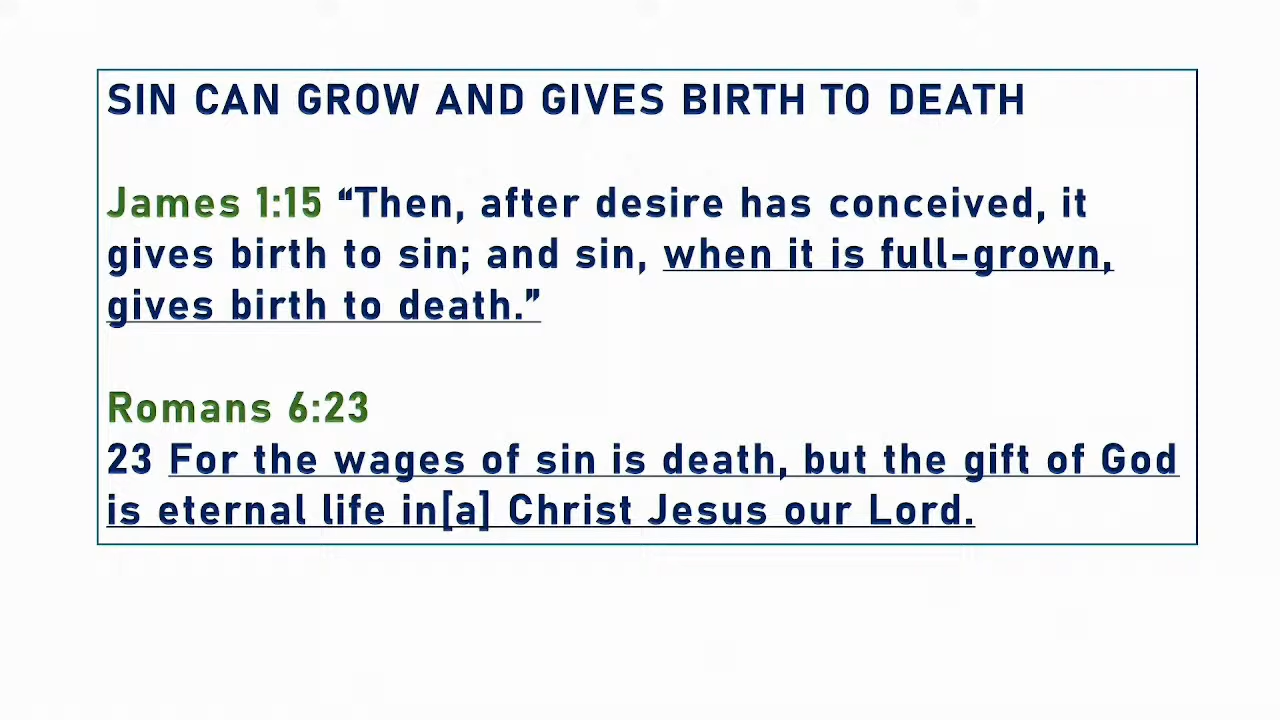 SIN CAN GROW AND GIVES BIRTH TO DEATH
James 1:15 “Then, after desire has conceived, it
gives birth to sin; and sin, when it is full-grown,
gives birth to death.”
Romans 6:23
23 For the wages of sin is death, but the gift of God
is eternal life in[a] Christ Jesus our Lord.